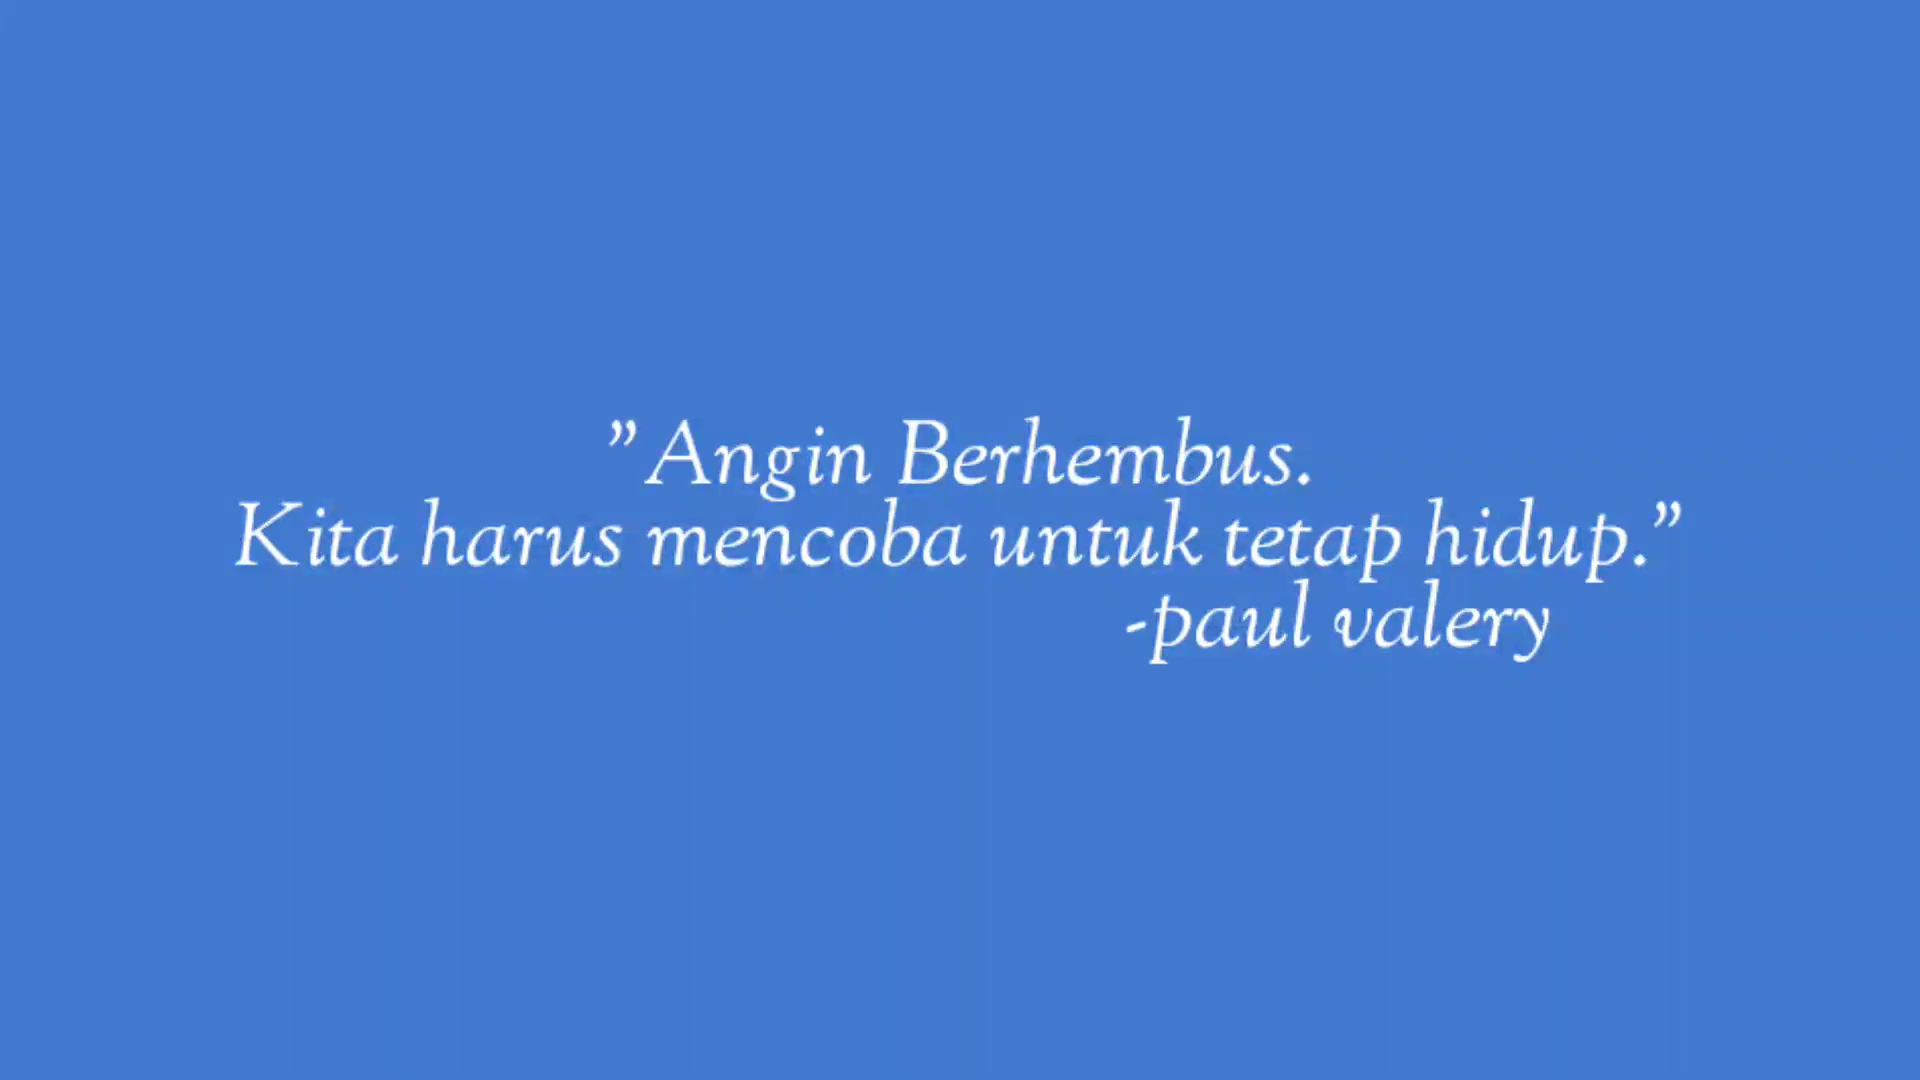 ”Angin Berhembus.
Kita harus mencoba untuk tetap hidup.”
-paul valery